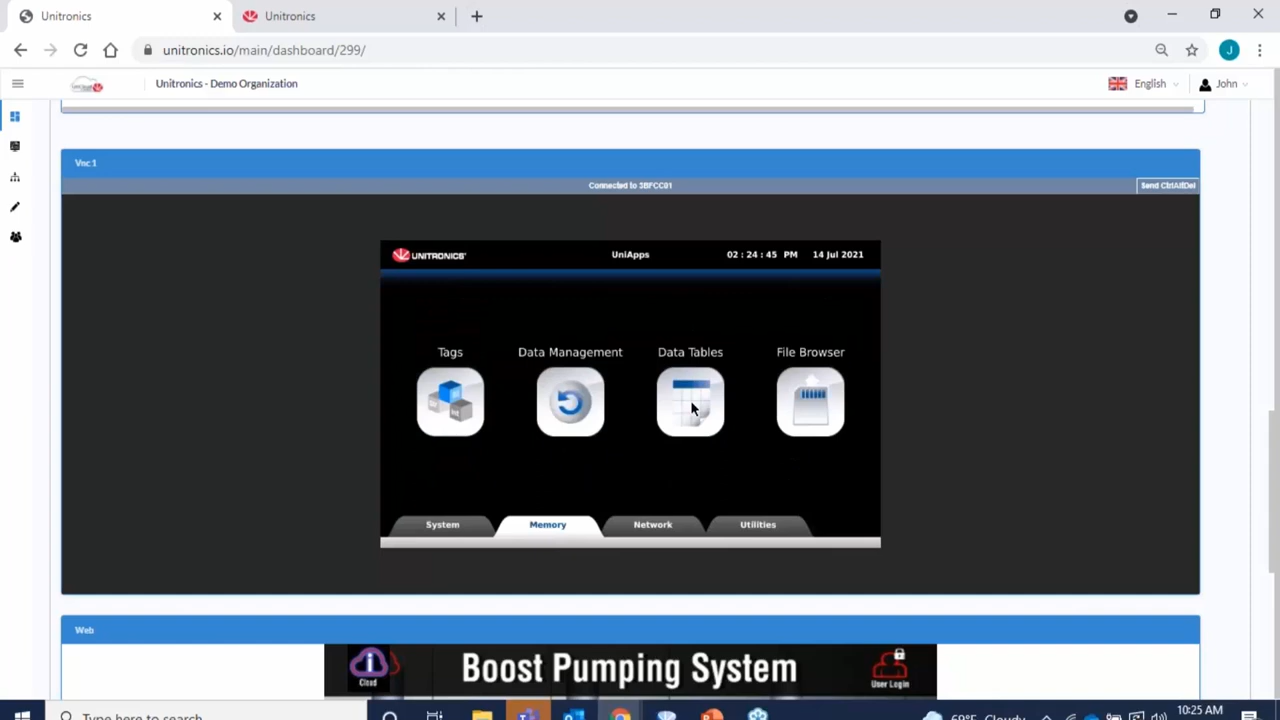 Unitronics
Unitronics
unitronics.io/main/dashboard/299/
J
Unitronics - Demo Organization
English
John
Vnc 1
Connected to 3BFCC01
Send CtrlAltDel
UNITRONICS
UniApps
02 : 24 : 45 PM
14 Jul 2021
Tags
Data Management
Data Tables
File Browser
System
Memory
Network
Utilities
Web
Cloud
Boost Pumping System
User Login
10:25 AM
Type here to search
69°F Cloudy